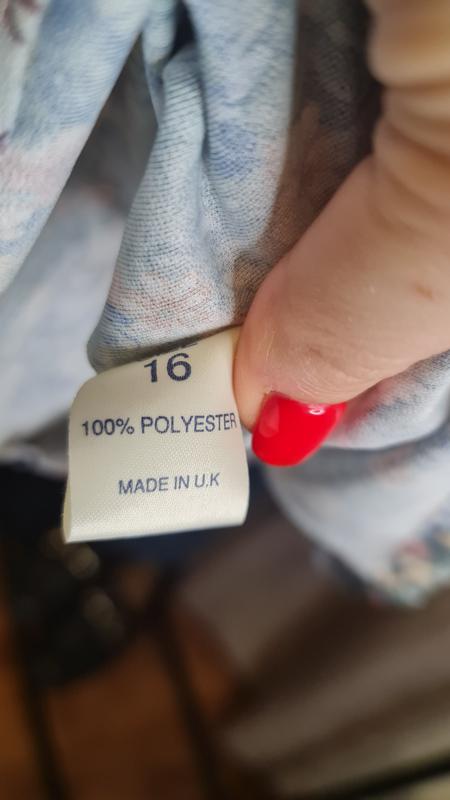 16
100% POLYESTER
MADE IN U.K